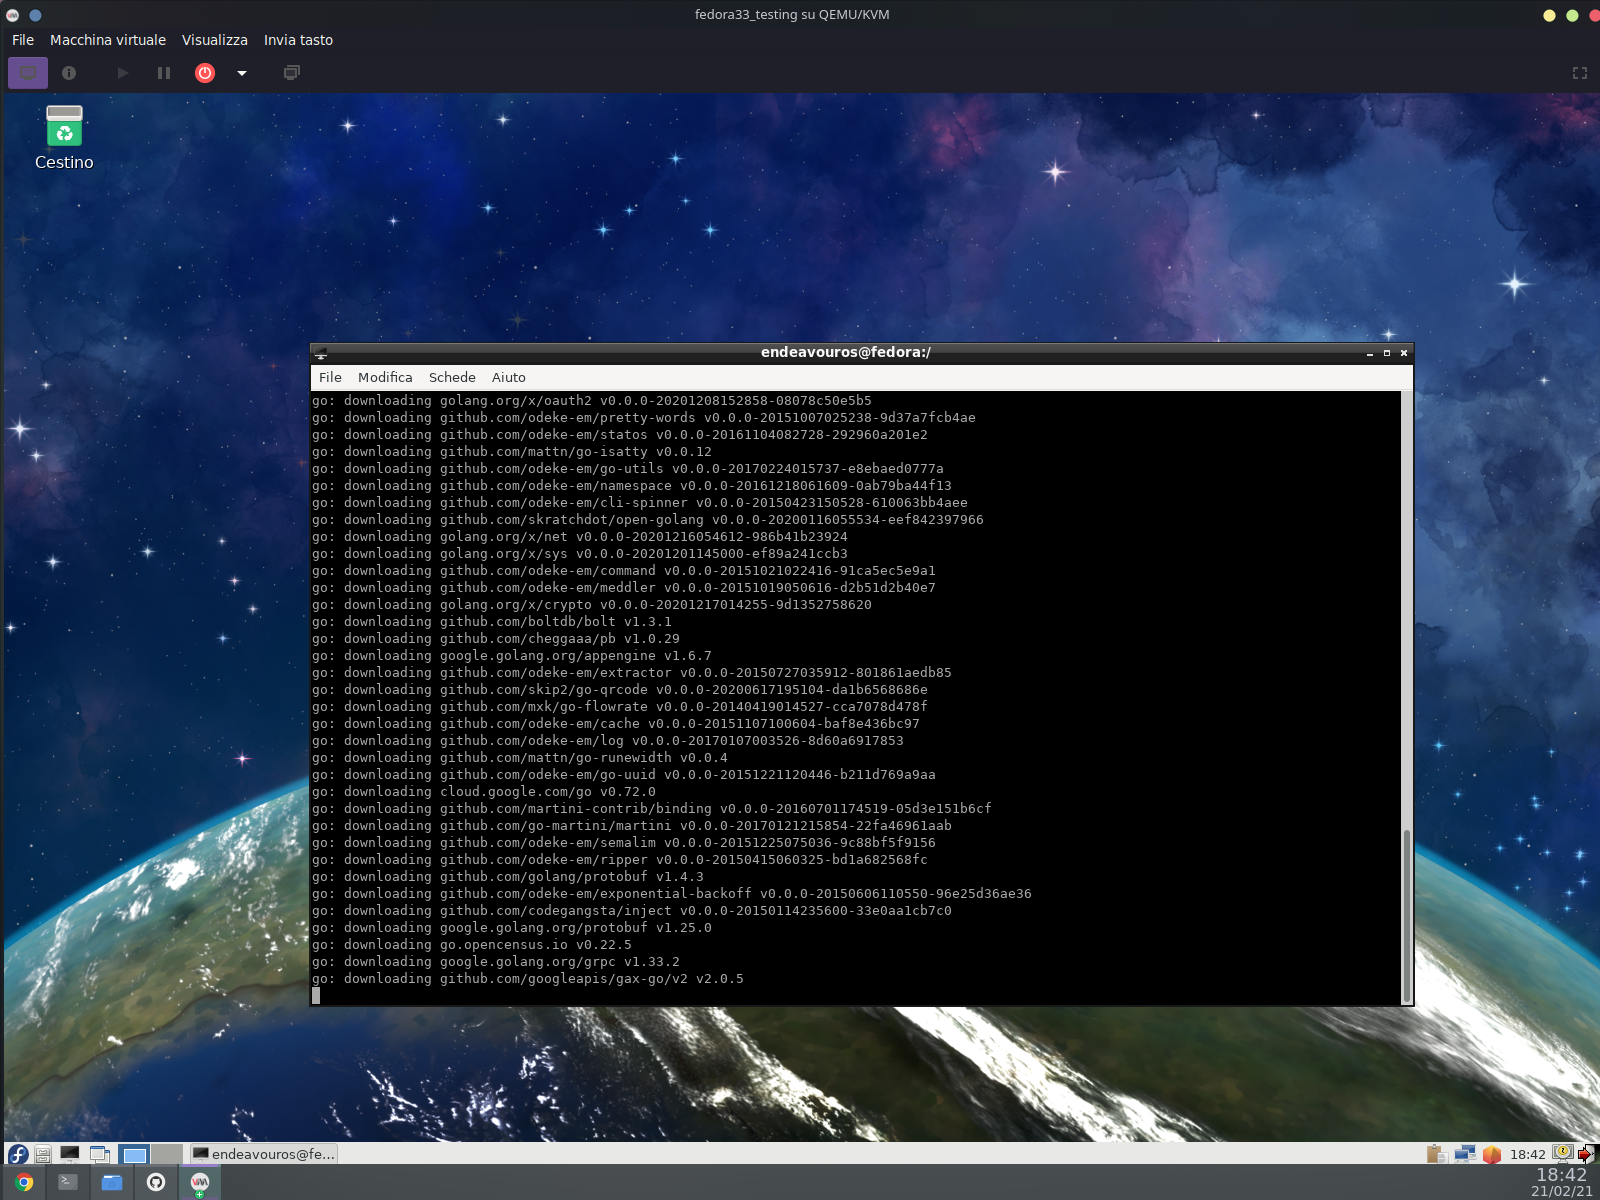 fedora33_testing su QEMU/KVM
File Macchina virtuale Visualizza Invia tasto
Cestino
endeavouros@fedora:/
File Modifica Schede Aiuto
go: downloading golang.org/x/oauth2 v0.0.0-20201208152858-08078c50e5b5
go: downloading github.com/odeke-em/pretty-words v0.0.0-20151007025238-9d37a7fcb4ae
go: downloading github.com/odeke-em/statos v0.0.0-20161104082728-292960a201e2
go: downloading github.com/mattn/go-isatty v0.0.12
go: downloading github.com/odeke-em/go-utils v0.0.0-20170224015737-e8ebaed0777a
go: downloading github.com/odeke-em/namespace v0.0.0-20161218061609-0ab79ba44f13
go: downloading github.com/odeke-em/cli-spinner v0.0.0-20150423150528-610063bb4aee
go: downloading github.com/skratchdot/open-golang v0.0.0-20200116055534-eef842397966
go: downloading golang.org/x/net v0.0.0-20201216054612-986b41b23924
go: downloading golang.org/x/sys v0.0.0-20201201145000-ef89a241ccb3
go: downloading github.com/odeke-em/command v0.0.0-20151021022416-91ca5ec5e9a1
go: downloading github.com/odeke-em/meddler v0.0.0-20151019050616-d2b51d2b40e7
go: downloading golang.org/x/crypto v0.0.0-20201217014255-9d1352758620
go: downloading github.com/boltdb/bolt v1.3.1
go: downloading github.com/cheggaaa/pb v1.0.29
go: downloading google.golang.org/appengine v1.6.7
go: downloading github.com/odeke-em/extractor v0.0.0-20150727035912-801861aedb85
go: downloading github.com/skip2/go-qrcode v0.0.0-20200617195104-da1b6568686e
go: downloading github.com/mxk/go-flowrate v0.0.0-20140419014527-cca7078d478f
go: downloading github.com/odeke-em/cache v0.0.0-20151107100604-baf8e436bc97
go: downloading github.com/odeke-em/log v0.0.0-20170107003526-8d60a6917853
go: downloading github.com/mattn/go-runewidth v0.0.4
go: downloading github.com/odeke-em/go-uuid v0.0.0-20151221120446-b211d769a9aa
go: downloading cloud.google.com/go v0.72.0
go: downloading github.com/martini-contrib/binding v0.0.0-20160701174519-05d3e151b6cf
go: downloading github.com/go-martini/martini v0.0.0-20170121215854-22fa46961aab
go: downloading github.com/odeke-em/semalim v0.0.0-20151225075036-9c88bf5f9156
go: downloading github.com/odeke-em/ripper v0.0.0-20150415060325-bd1a682568fc
go: downloading github.com/golang/protobuf v1.4.3
go: downloading github.com/odeke-em/exponential-backoff v0.0.0-20150606110550-96e25d36ae36
go: downloading github.com/codegangsta/inject v0.0.0-20150114235600-33e0aa1cb7c0
go: downloading google.golang.org/protobuf v1.25.0
go: downloading go.opencensus.io v0.22.5
go: downloading google.golang.org/grpc v1.33.2
go: downloading github.com/googleapis/gax-go/v2 v2.0.5
endeavouros@fe... 18:42
18:42
21/02/21